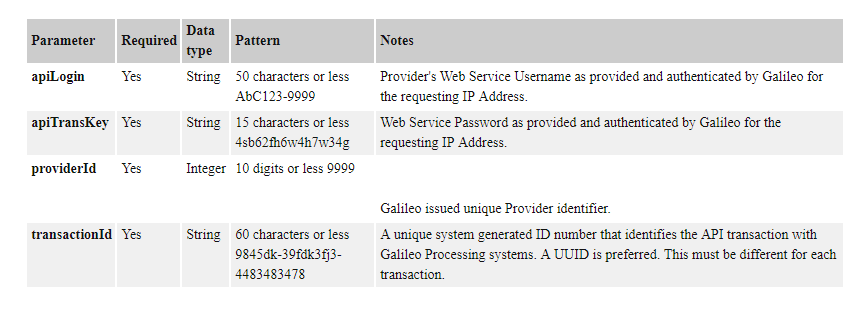 Parameter Required Data type Pattern Notes
apiLogin Yes String 50 characters or less Provider's Web Service Username as provided and authenticated by Galileo for
AbC123-9999 the requesting IP Address.
apiTransKey Yes String 15 characters or less Web Service Password as provided and authenticated by Galileo for the
4sb62fh6w4h7w34g requesting IP Address.
providerId Yes Integer 10 digits or less 9999
Galileo issued unique Provider identifier.
transactionId Yes String 60 characters or less A unique system generated ID number that identifies the API transaction with
9845dk-39fdk3fj3- Galileo Processing systems. A UUID is preferred. This must be different for each
4483483478 transaction.